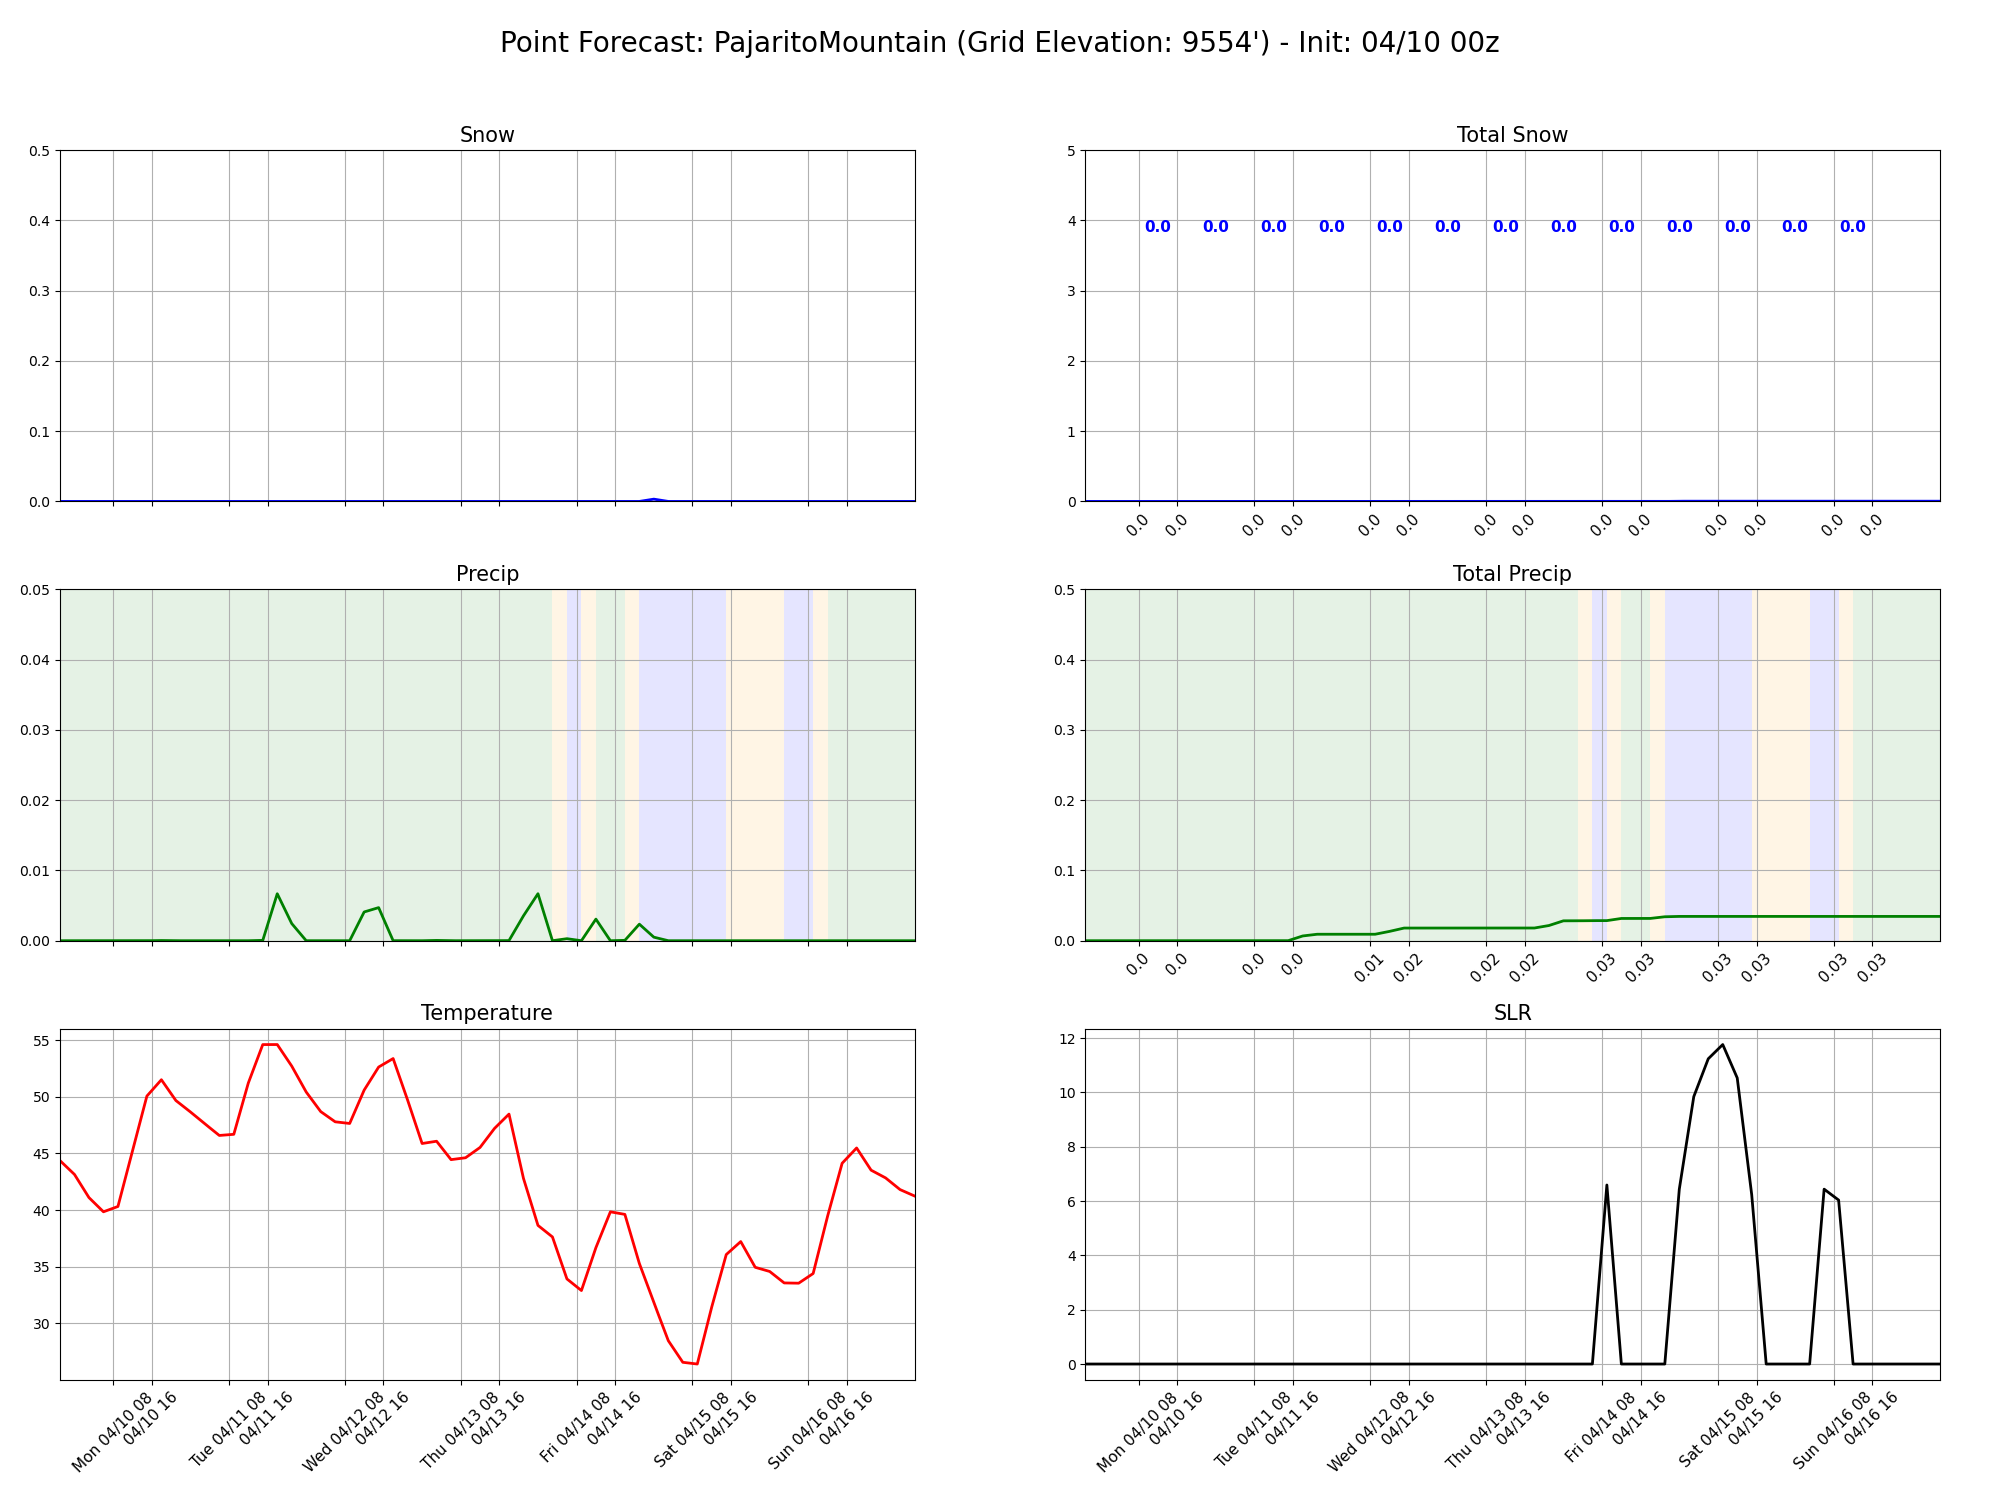 Point Forecast: PajaritoMountain (Grid Elevation: 9554') - Init: 04/10 00z
Snow
0.5
0.4
0.3
0.2
0.1
0.0
Total Snow
5
4
3
2
1
0
0.0 0.0 0.0 0.0 0.0 0.0 0.0 0.0 0.0 0.0 0.0 0.0 0.0
0.0 0.0 0.0 0.0 0.0 0.0 0.0 0.0 0.0 0.0 0.0 0.0 0.0 0.0
Precip
0.05
0.04
0.03
0.02
0.01
0.00
Total Precip
0.5
0.4
0.3
0.2
0.1
0.0
0.0 0.0 0.0 0.0 0.01 0.02 0.02 0.02 0.03 0.03 0.03 0.03 0.03 0.03
Temperature
55
50
45
40
35
30
Mon 04/10 08
04/10 16
Tue 04/11 08
04/11 16
Wed 04/12 08
04/12 16
Thu 04/13 08
04/13 16
Fri 04/14 08
04/14 16
Sat 04/15 08
04/15 16
Sun 04/16 08
04/16 16
SLR
12
10
8
6
4
2
0
Mon 04/10 08
04/10 16
Tue 04/11 08
04/11 16
Wed 04/12 08
04/12 16
Thu 04/13 08
04/13 16
Fri 04/14 08
04/14 16
Sat 04/15 08
04/15 16
Sun 04/16 08
04/16 16